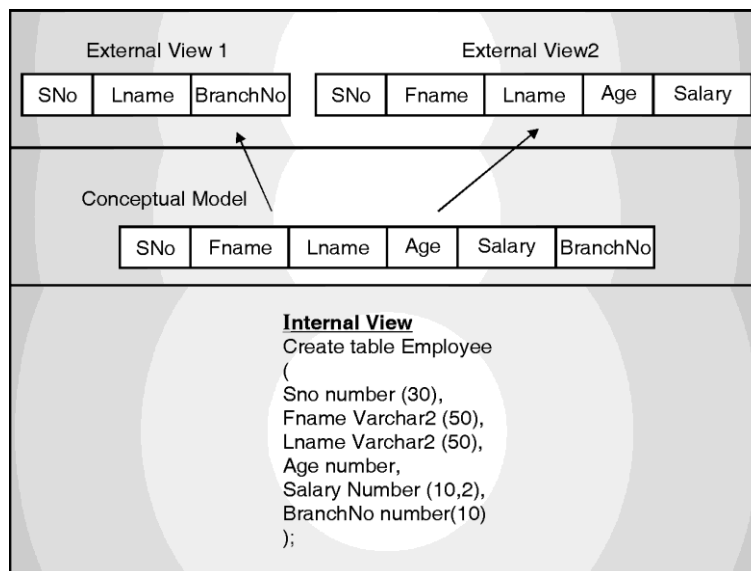 External View 1
External View2
SNo Lname BranchNo
SNo Fname Lname Age Salary
Conceptual Model
SNo Fname Lname Age Salary BranchNo
Internal View
Create table Employee
(
Sno number (30),
Fname Varchar2 (50),
Lname Varchar2 (50),
Age number,
Salary Number (10,2),
BranchNo number(10)
);